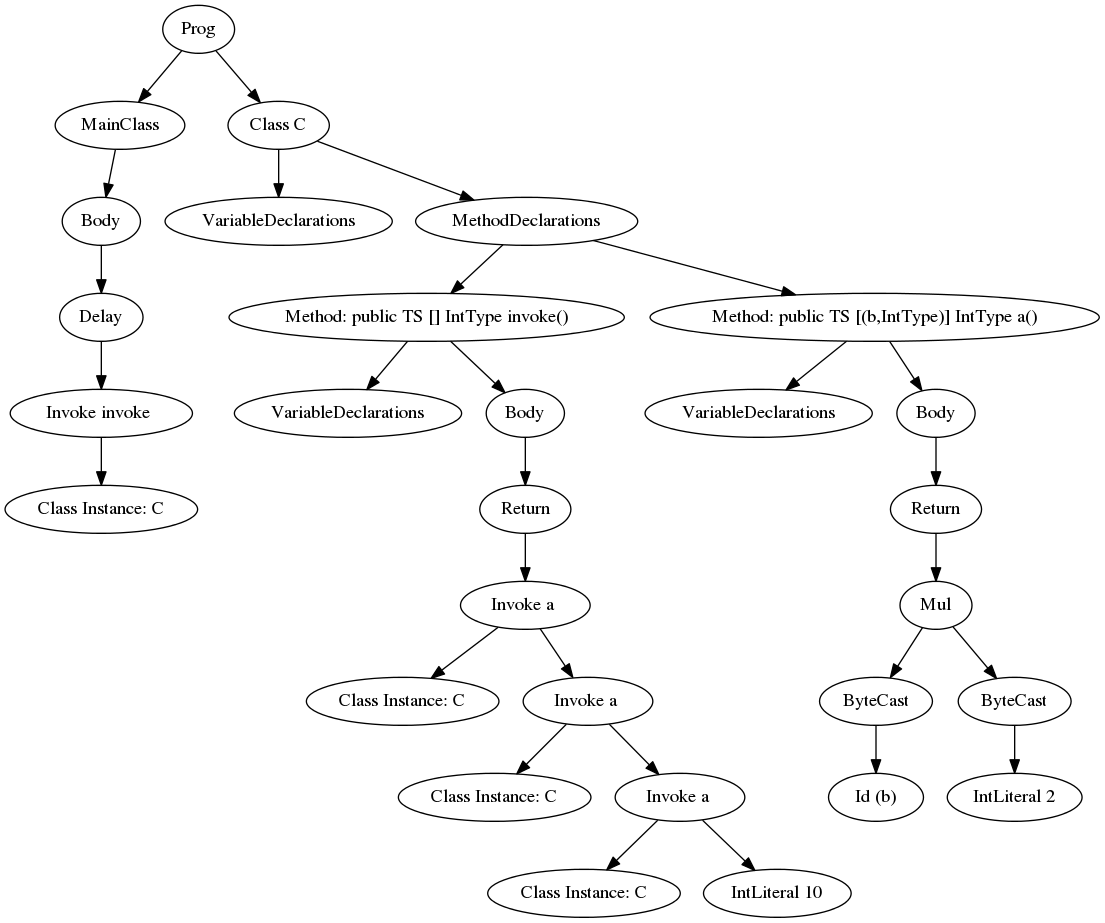 Prog
MainClass
Class C
Body
VariableDeclarations
MethodDeclarations
Delay
Method: public TS [] IntType invoke()
Method: public TS [(b,IntType)] IntType a()
Invoke invoke
VariableDeclarations
Body
VariableDeclarations
Body
Class Instance: C
Return
Return
Invoke a
Mul
Class Instance: C
Invoke a
ByteCast
ByteCast
Class Instance: C
Invoke a
Id (b)
IntLiteral 2
Class Instance: C
IntLiteral 10